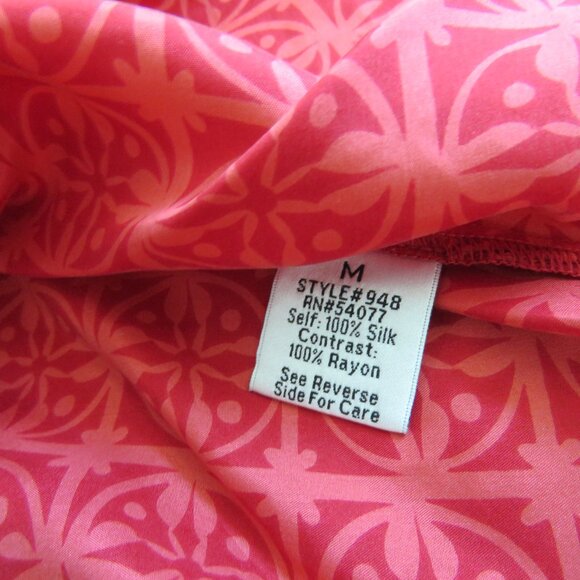 M
STYLE#948
RN#54077
Self: 100% Silk
Contrast:
100% Rayon
See Reverse
Side For Care